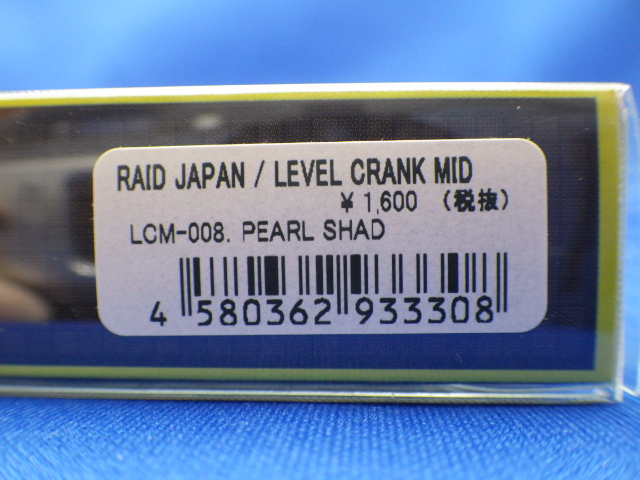 RAID JAPAN / LEVEL CRANK MID
¥ 1,600 (税抜)
LCM-008. PEARL SHAD
4 580362 933308